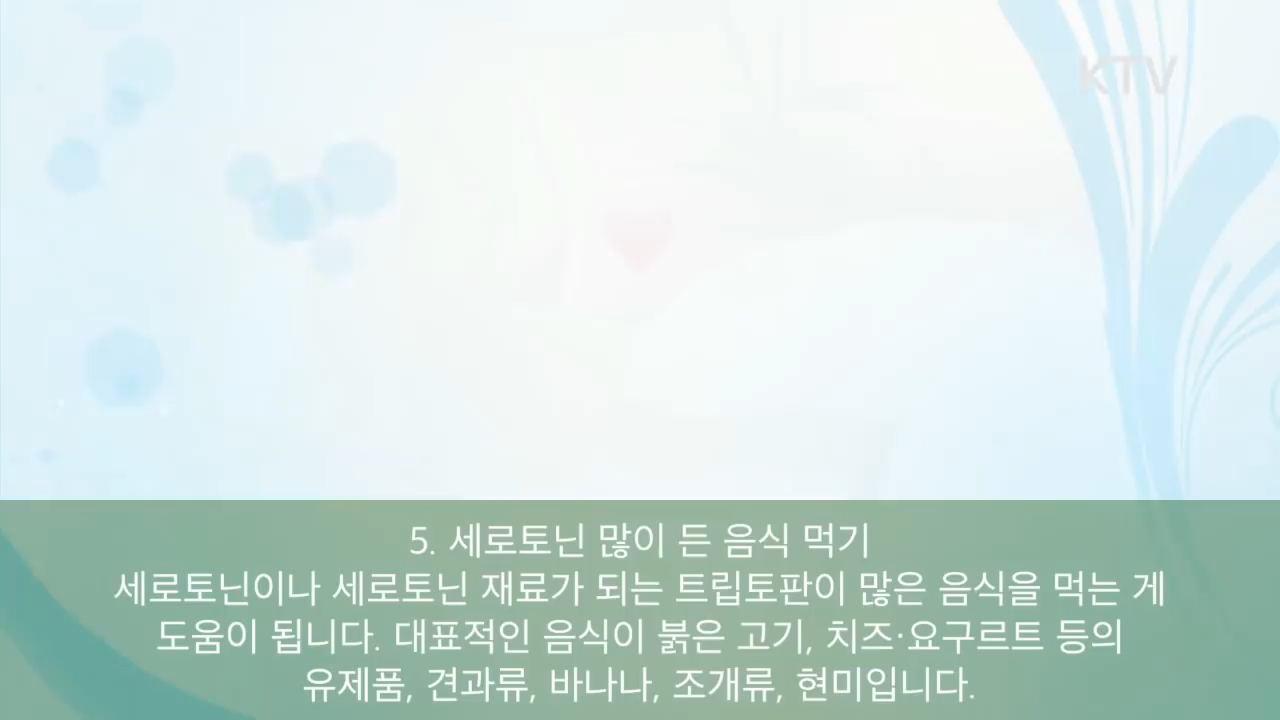 KTV
5. 세로토닌 많이 든 음식 먹기
세로토닌이나 세로토닌 재료가 되는 트립토판이 많은 음식을 먹는 게
도움이 됩니다. 대표적인 음식이 붉은 고기, 치즈·요구르트 등의
유제품, 견과류, 바나나, 조개류, 현미입니다.